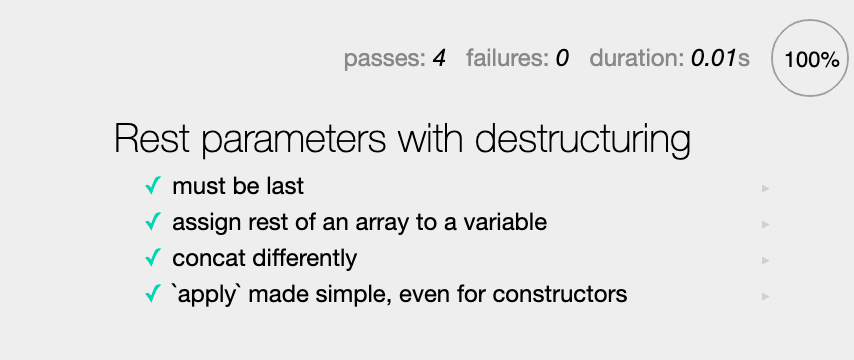 passes: 4 failures: 0 duration: 0.01s 100%
Rest parameters with destructuring
✓ must be last
✓ assign rest of an array to a variable
✓ concat differently
✓ `apply` made simple, even for constructors